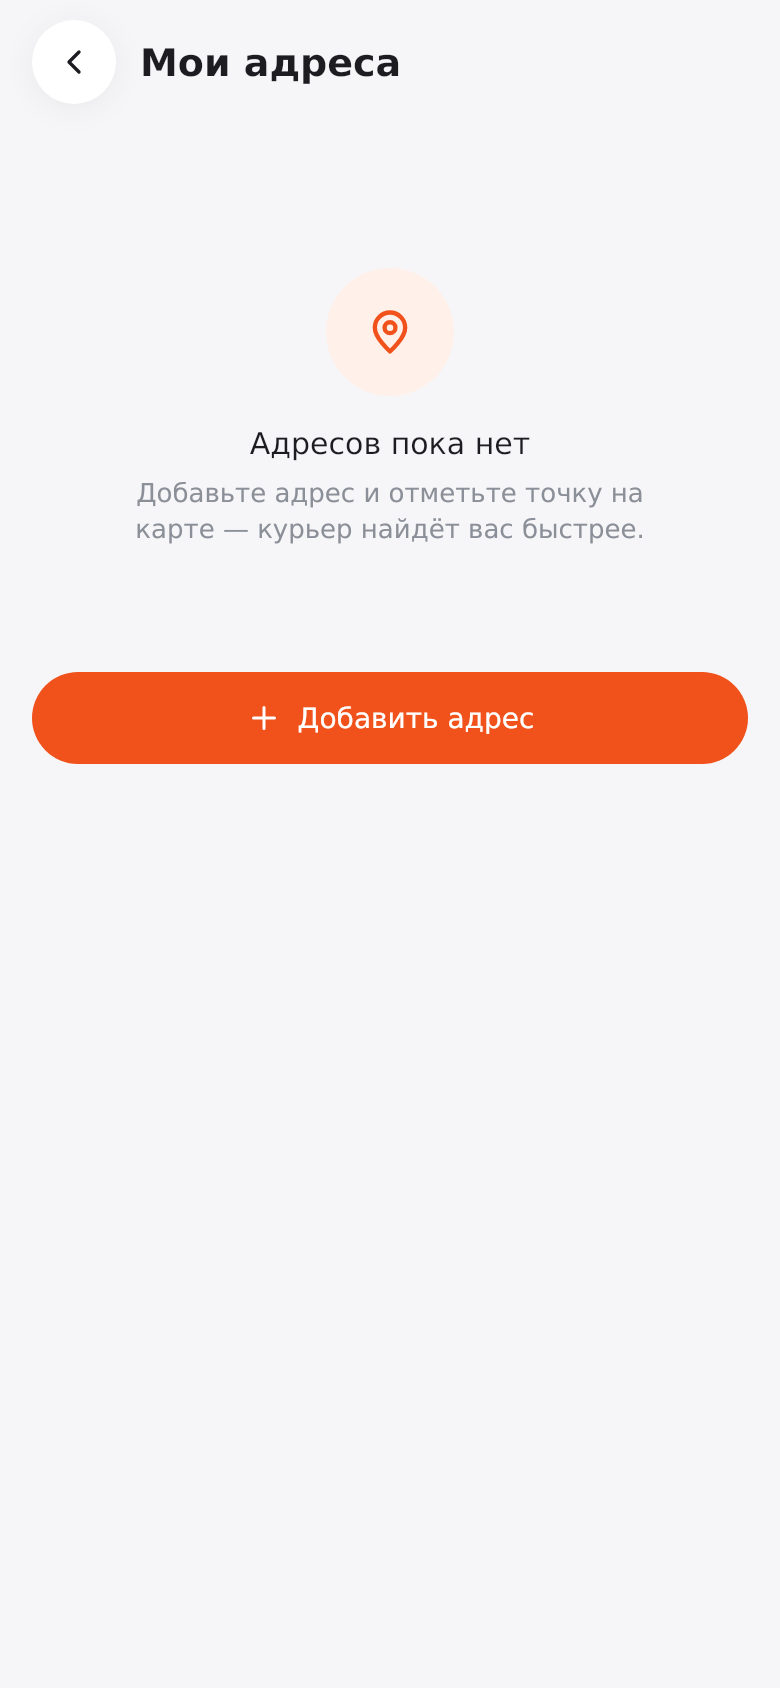 Мои адреса
Адресов пока нет
Добавьте адрес и отметьте точку на
карте — курьер найдёт вас быстрее.
Добавить адрес